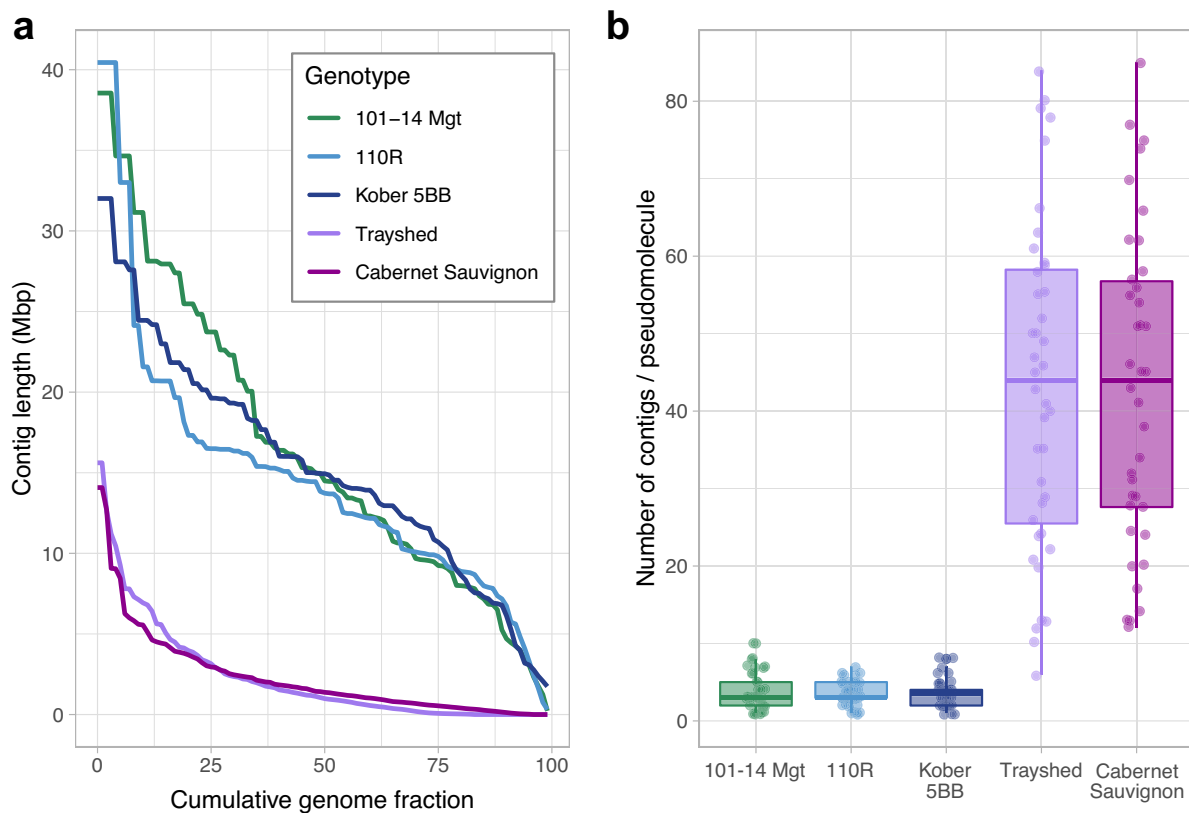 a
Contig length (Mbp)
40
30
20
10
0
Genotype
101−14 Mgt
110R
Kober 5BB
Trayshed
Cabernet Sauvignon
0
25
50
75
100
Cumulative genome fraction
b
Number of contigs / pseudomolecule
80
60
40
20
0
101-14 Mgt
110R
Kober
5BB
Trayshed
Cabernet
Sauvignon